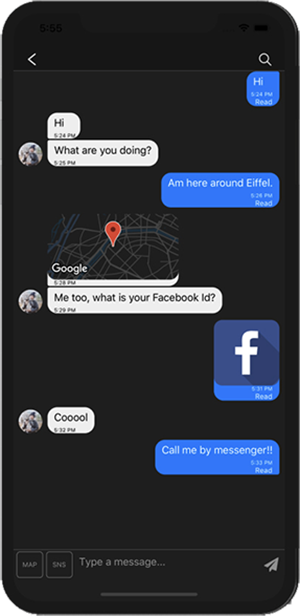 5:55
Hi
5:24 PM
Read
Hi
5:24 PM
What are you doing?
5:25 PM
Am here around Eiffel.
5:26 PM
Read
Google
5:28 PM
Me too, what is your Facebook Id?
5:29 PM
f
5:31 PM
Read
Cooool
5:32 PM
Call me by messenger!!
5:33 PM
Read
MAP SNS Type a message...